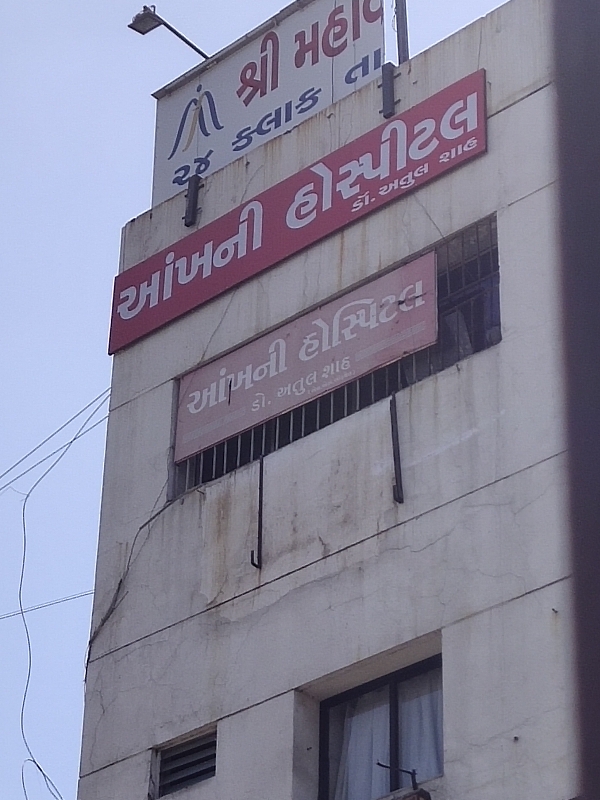 શ્રી મહાવ
૨૪ કલાક તા
આંખની હોસ્પીટલ
ડૉ. અતુલ શાહ
આંખની હોસ્પિટલ
ડૉ. અતુલ શાહ